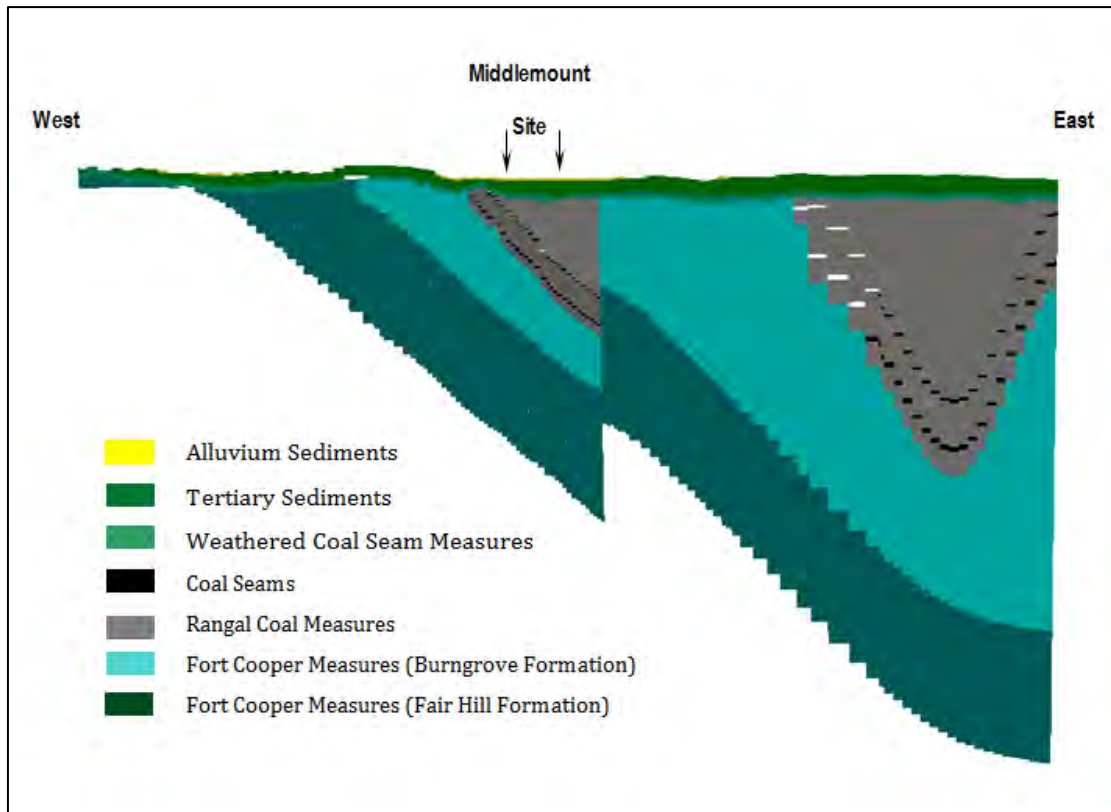 Middlemount
West
Site
East
Alluvium Sediments
Tertiary Sediments
Weathered Coal Seam Measures
Coal Seams
Rangal Coal Measures
Fort Cooper Measures (Burngrove Formation)
Fort Cooper Measures (Fair Hill Formation)